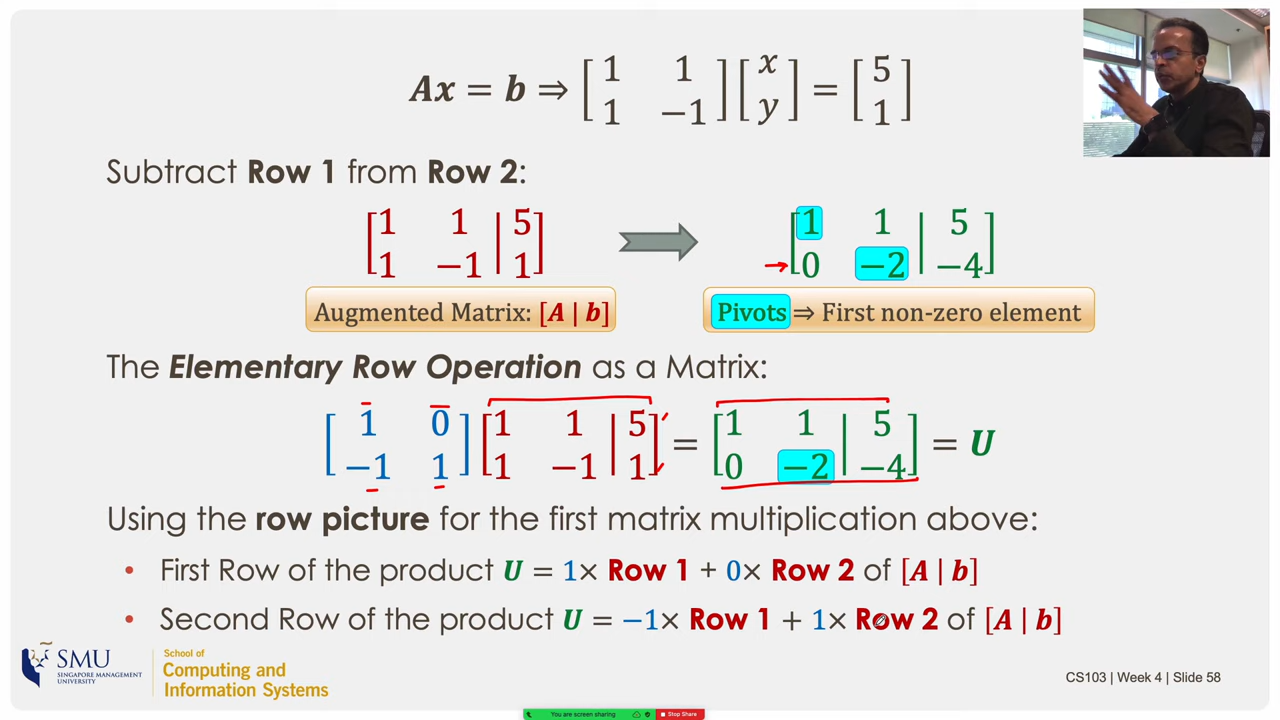 Ax = b ⇒ [1 1; 1 −1] [x; y] = [5; 1]
Subtract Row 1 from Row 2:
[1 1 | 5; 1 −1 | 1] [1 1 | 5; 0 −2 | −4]
Augmented Matrix: [A | b] Pivots ⇒ First non-zero element
The Elementary Row Operation as a Matrix:
[1 0; −1 1] [1 1 | 5; 1 −1 | 1] = [1 1 | 5; 0 −2 | −4] = U
Using the row picture for the first matrix multiplication above:
• First Row of the product U = 1× Row 1 + 0× Row 2 of [A | b]
• Second Row of the product U = −1× Row 1 + 1× Row 2 of [A | b]
SMU
SINGAPORE MANAGEMENT
UNIVERSITY
School of
Computing and
Information Systems
CS103 | Week 4 | Slide 58
You are screen sharing Stop Share